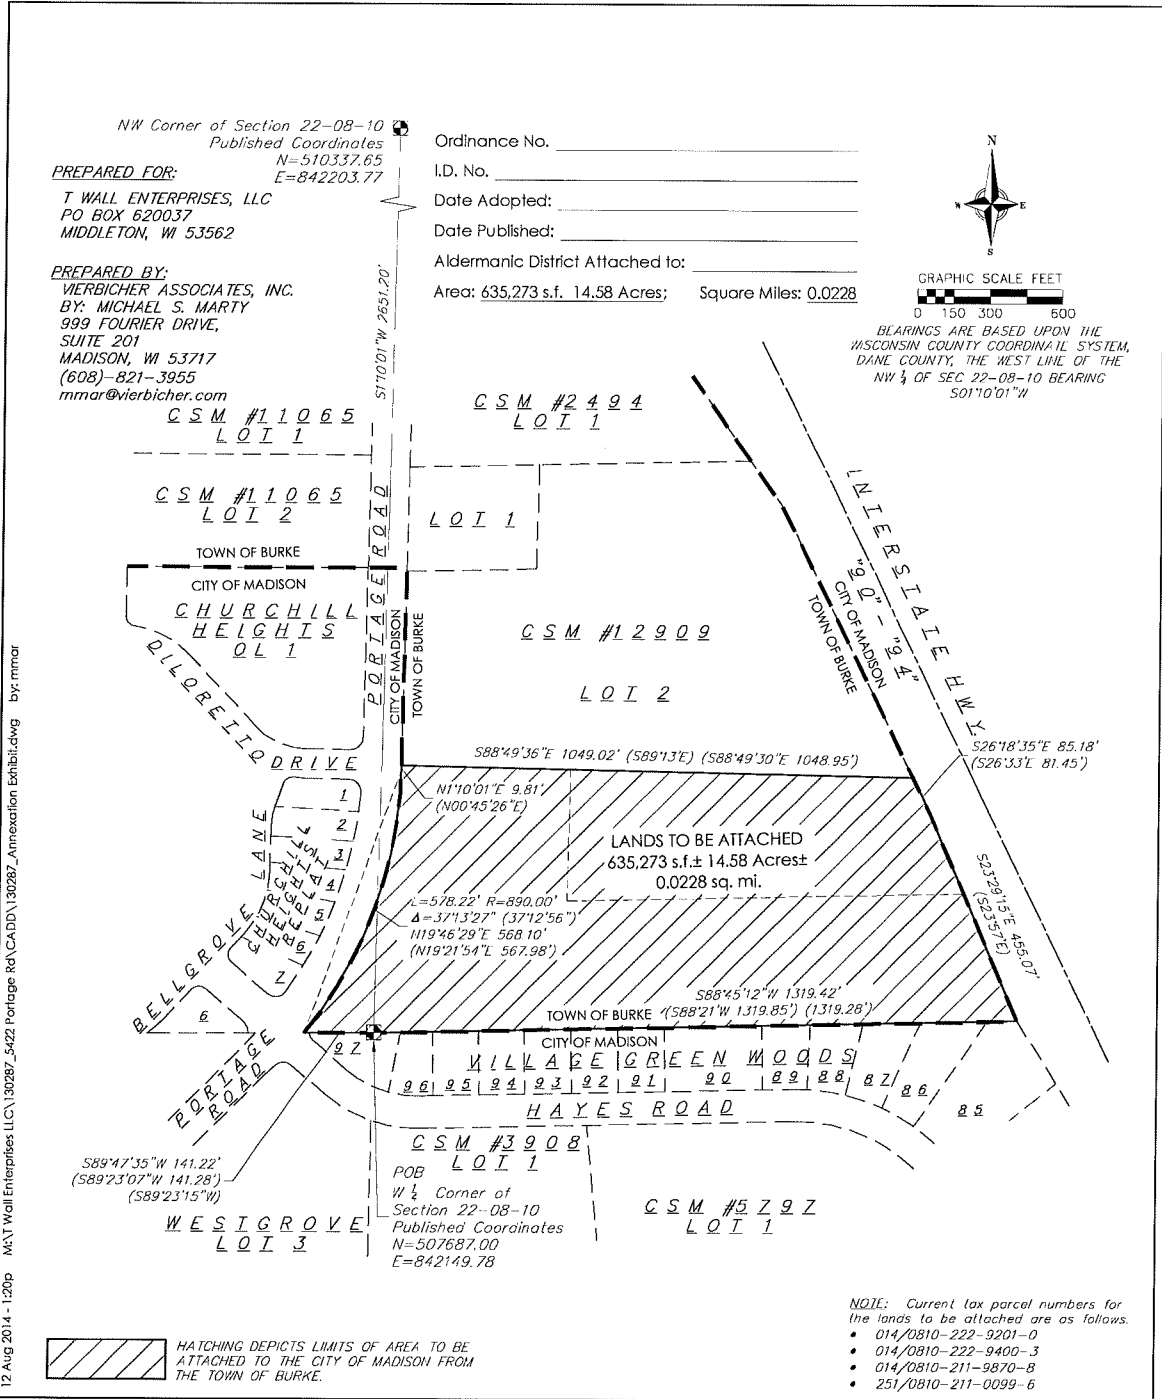 NW Corner of Section 22-08-10
Published Coordinates
N=510337.65
E=842203.77
PREPARED FOR:
T WALL ENTERPRISES, LLC
PO BOX 620037
MIDDLETON, WI 53562
PREPARED BY:
VIERBICHER ASSOCIATES, INC.
BY: MICHAEL S. MARTY
999 FOURIER DRIVE,
SUITE 201
MADISON, WI 53717
(608)-821-3955
mmar@vierbicher.com
Ordinance No.
I.D. No.
Date Adopted:
Date Published:
Aldermanic District Attached to:
Area: 635,273 s.f. 14.58 Acres; Square Miles: 0.0228
N
W E
S
GRAPHIC SCALE FEET
0 150 300 600
BEARINGS ARE BASED UPON THE
WISCONSIN COUNTY COORDINATE SYSTEM,
DANE COUNTY, THE WEST LINE OF THE
NW 1/4 OF SEC 22-08-10 BEARING
S01°10'01"W
S1°10'01"W 2651.20'
CSM #11065
LOT 1
CSM #2494
LOT 1
CSM #11065
LOT 2
LOT 1
PORTAGE ROAD
INTERSTATE HWY.
"90" - "94"
TOWN OF BURKE
CITY OF MADISON
CITY OF MADISON
TOWN OF BURKE
CITY OF MADISON
TOWN OF BURKE
CHURCHILL
HEIGHTS
OL 1
CSM #12909
LOT 2
DILORETTO DRIVE
S88°49'36"E 1049.02' (S89°13'E) (S88°49'30"E 1048.95')
S26°18'35"E 85.18'
(S26°33'E 81.45')
N1°10'01"E 9.81'
(N00°45'26"E)
LANDS TO BE ATTACHED
635,273 s.f.± 14.58 Acres±
0.0228 sq. mi.
S23°29'15"E 455.07'
(S23°57'E)
L=578.22' R=890.00'
Δ=37°13'27" (37°12'56")
N19°46'29"E 568.10'
(N19°21'54"E 567.98')
BELLGROVE LANE
CHURCHILL
HEIGHTS
REPLAT
1
2
3
4
5
6
7
6
S88°45'12"W 1319.42'
TOWN OF BURKE (S88°21'W 1319.85') (1319.28')
CITY OF MADISON
VILLAGE GREEN WOODS
97 96 95 94 93 92 91 90 89 88 87 86 85
HAYES ROAD
PORTAGE
ROAD
S89°47'35"W 141.22'
(S89°23'07"W 141.28')
(S89°23'15"W)
CSM #3908
LOT 1
POB
W 1/4 Corner of
Section 22-08-10
Published Coordinates
N=507687.00
E=842149.78
WESTGROVE
LOT 3
CSM #5797
LOT 1
HATCHING DEPICTS LIMITS OF AREA TO BE
ATTACHED TO THE CITY OF MADISON FROM
THE TOWN OF BURKE.
NOTE: Current tax parcel numbers for
the lands to be attached are as follows.
• 014/0810-222-9201-0
• 014/0810-222-9400-3
• 014/0810-211-9870-8
• 251/0810-211-0099-6
12 Aug 2014 - 1:20p M:\T Wall Enterprises LLC\130287_5422 Portage Rd\CADD\130287_Annexation Exhibit.dwg by: mmar